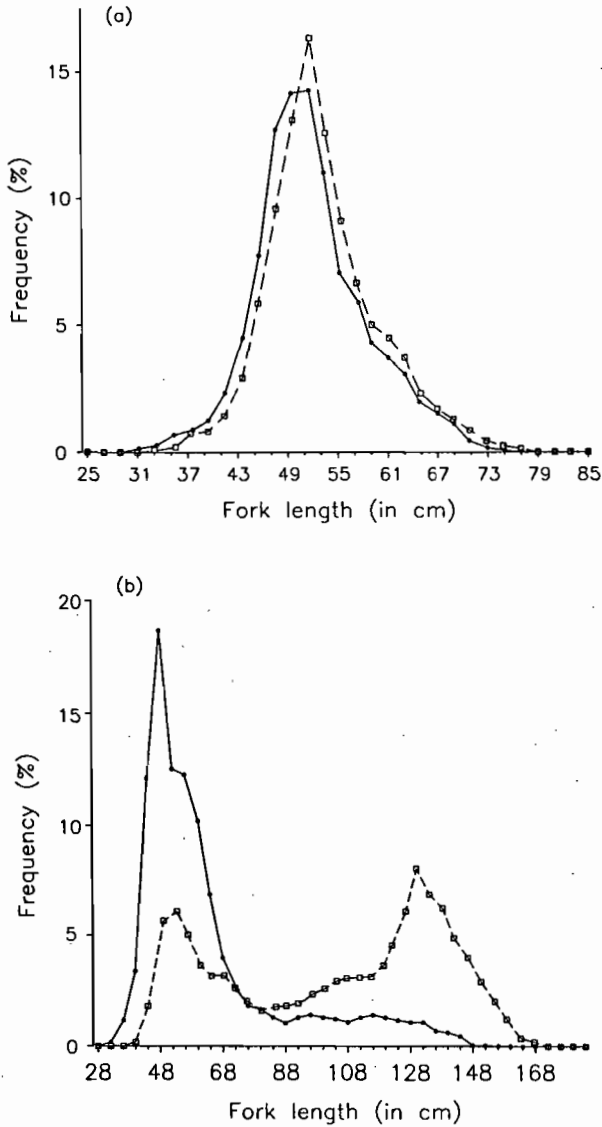 (a)
15
10
5
0
Frequency (%)
25 31 37 43 49 55 61 67 73 79 85
Fork length (in cm)
(b)
20
15
10
5
0
Frequency (%)
28 48 68 88 108 128 148 168
Fork length (in cm)